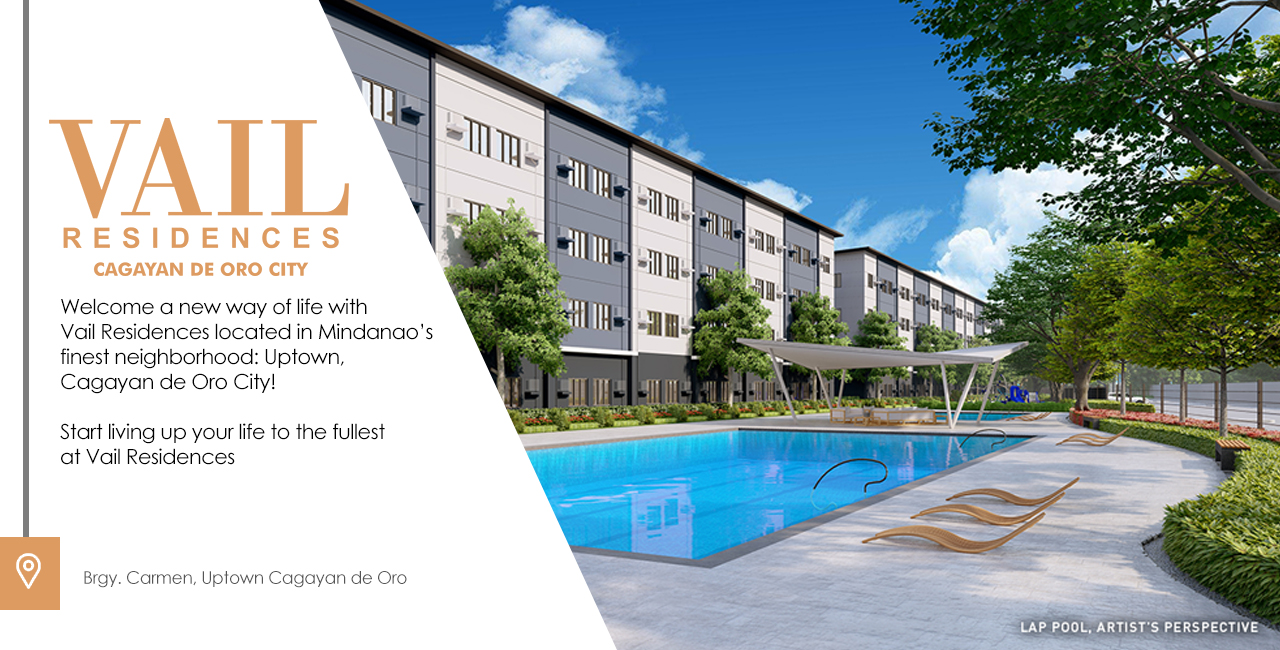 VAIL
RESIDENCES
CAGAYAN DE ORO CITY
Welcome a new way of life with
Vail Residences located in Mindanao’s
finest neighborhood: Uptown,
Cagayan de Oro City!
Start living up your life to the fullest
at Vail Residences
Brgy. Carmen, Uptown Cagayan de Oro
LAP POOL, ARTIST'S PERSPECTIVE